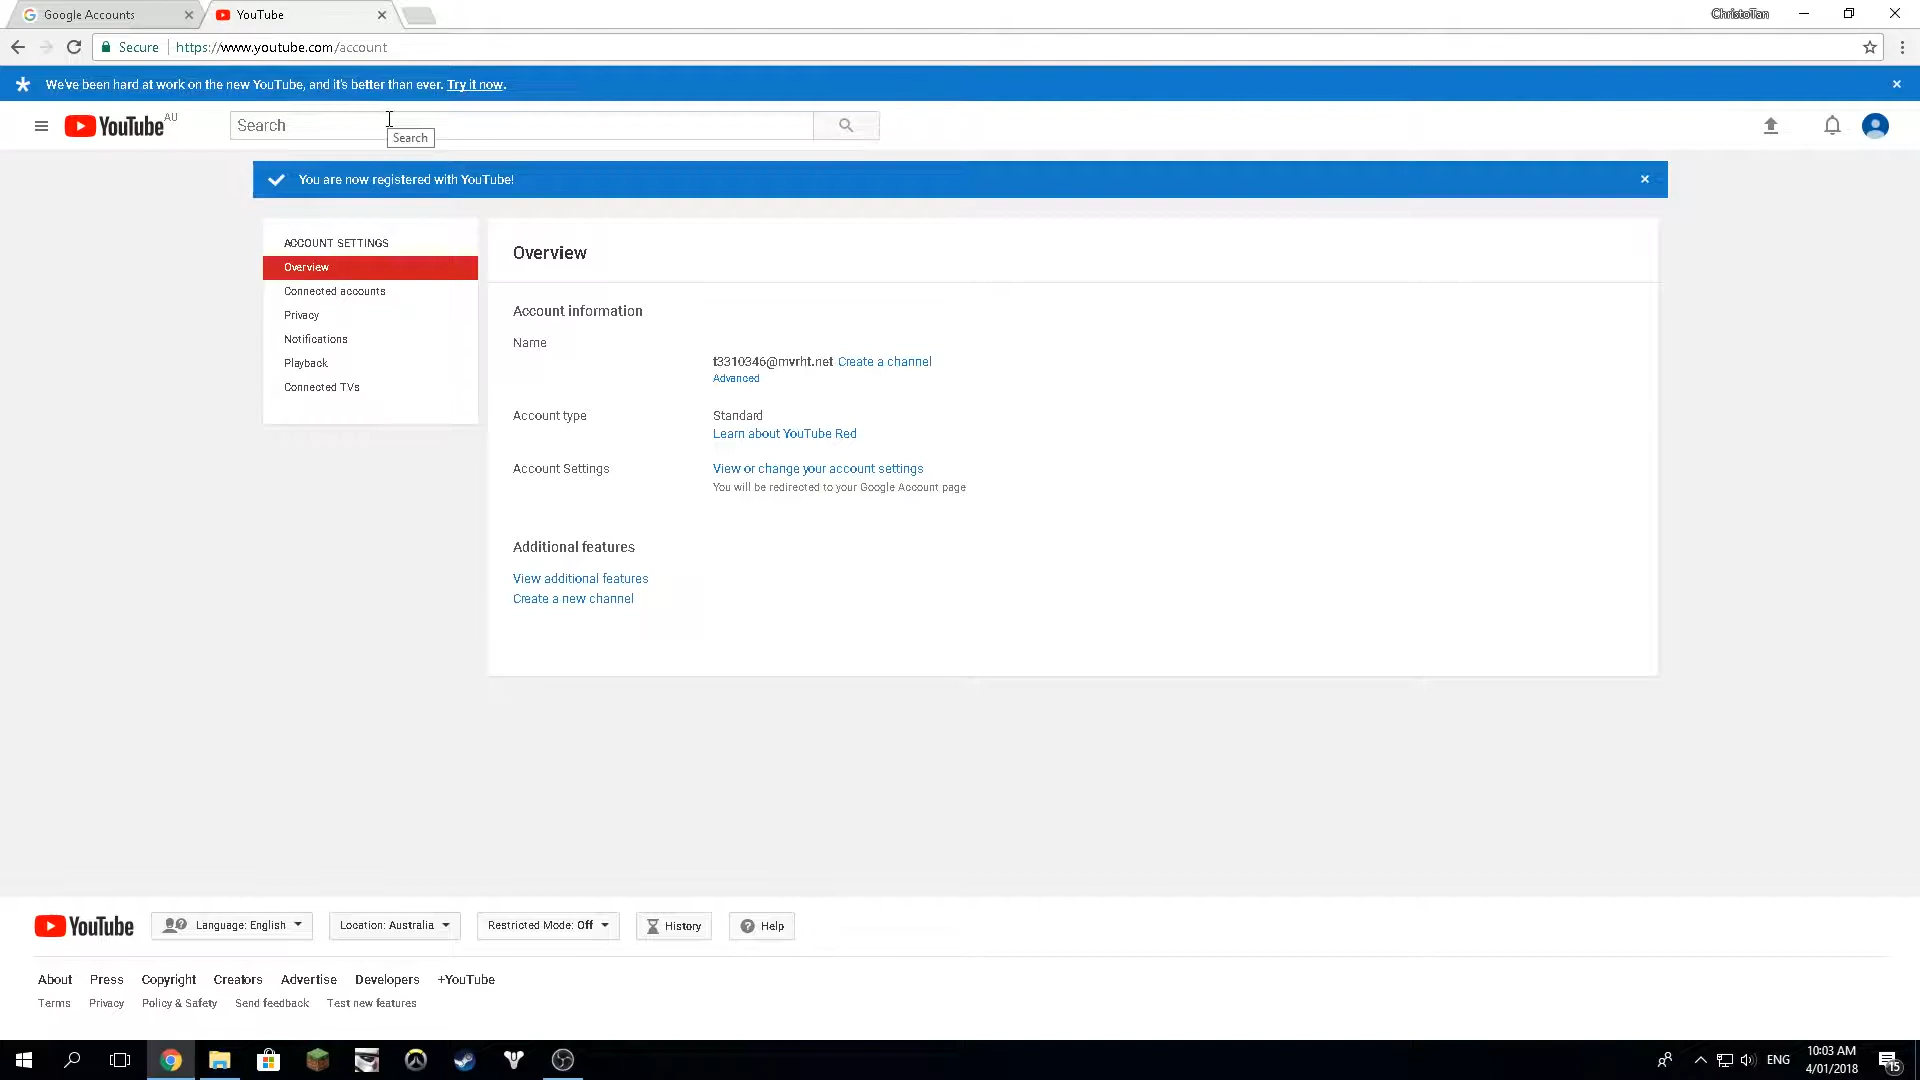 Google Accounts
YouTube
ChristoTan
Secure
https://www.youtube.com/account
We've been hard at work on the new YouTube, and it's better than ever. Try it now.
YouTube AU
Search
Search
You are now registered with YouTube!
ACCOUNT SETTINGS
Overview
Connected accounts
Privacy
Notifications
Playback
Connected TVs
Overview
Account information
Name
t3310346@mvrht.net Create a channel
Advanced
Account type
Standard
Learn about YouTube Red
Account Settings
View or change your account settings
You will be redirected to your Google Account page
Additional features
View additional features
Create a new channel
YouTube
Language: English
Location: Australia
Restricted Mode: Off
History
Help
About Press Copyright Creators Advertise Developers +YouTube
Terms Privacy Policy & Safety Send feedback Test new features
ENG
10:03 AM
4/01/2018
15